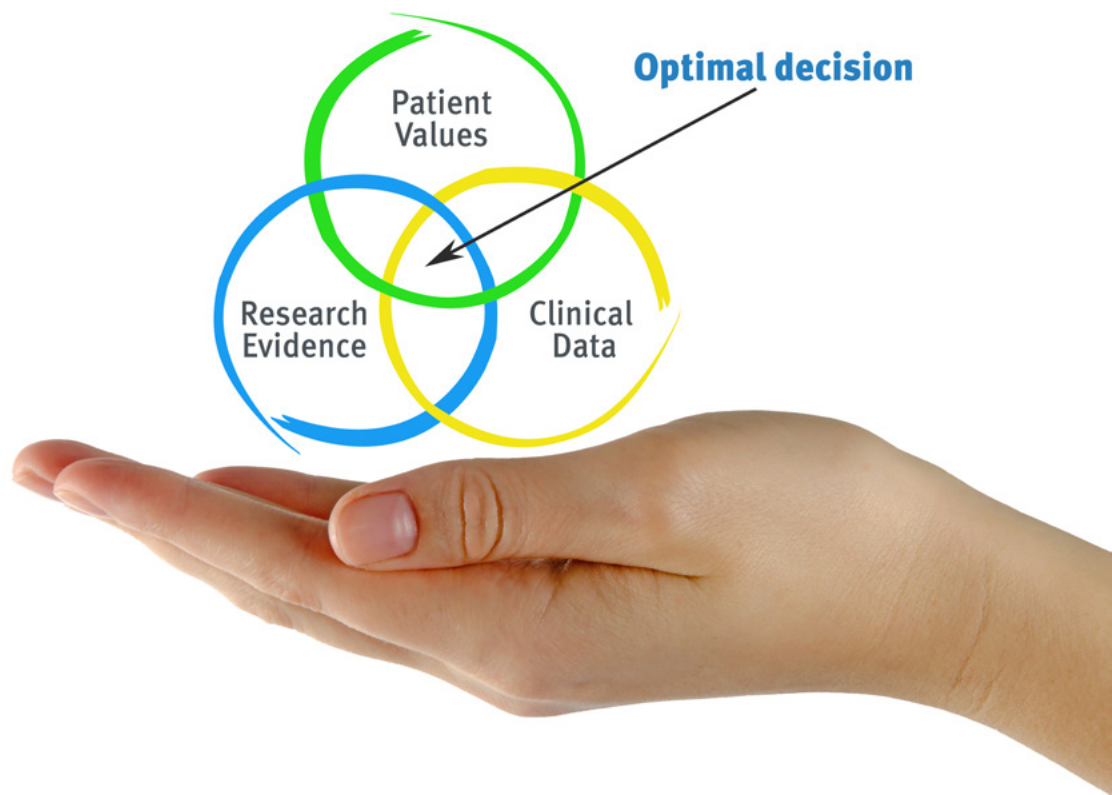 Optimal decision
Patient
Values
Research
Evidence
Clinical
Data